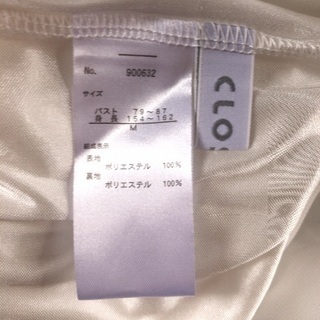 No. 900632
サイズ
バスト 79～87
身長 154～162
M
組成表示
表地
ポリエステル 100%
裏地
ポリエステル 100%
CLOS